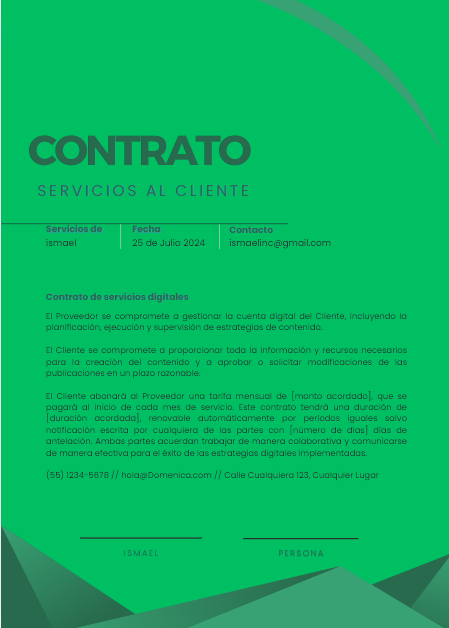 CONTRATO
SERVICIOS AL CLIENTE
Servicios de
ismael
Fecha
25 de Julio 2024
Contacto
ismaelinc@gmail.com
Contrato de servicios digitales
El Proveedor se compromete a gestionar la cuenta digital del Cliente, incluyendo la
planificación, ejecución y supervisión de estrategias de contenido.
El Cliente se compromete a proporcionar toda la información y recursos necesarios
para la creación del contenido y a aprobar o solicitar modificaciones de las
publicaciones en un plazo razonable.
El Cliente abonará al Proveedor una tarifa mensual de [monto acordado], que se
pagará al inicio de cada mes de servicio. Este contrato tendrá una duración de
[duración acordada], renovable automáticamente por períodos iguales salvo
notificación escrita por cualquiera de las partes con [número de días] días de
antelación. Ambas partes acuerdan trabajar de manera colaborativa y comunicarse
de manera efectiva para el éxito de las estrategias digitales implementadas.
(55) 1234-5678 // hola@Domenica.com // Calle Cualquiera 123, Cualquier Lugar
ISMAEL
PERSONA